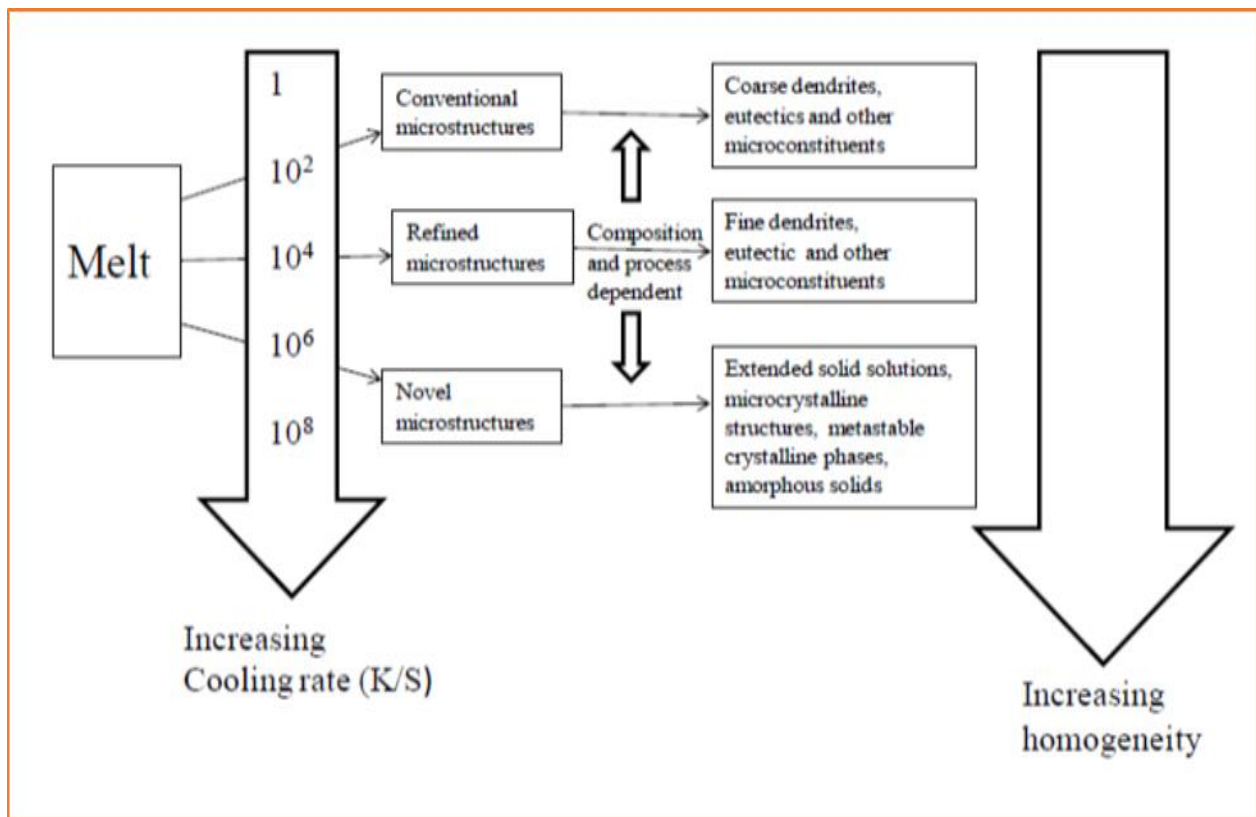 Melt
1
10²
10⁴
10⁶
10⁸
Increasing
Cooling rate (K/S)
Conventional
microstructures
Refined
microstructures
Novel
microstructures
Composition
and process
dependent
Coarse dendrites,
eutectics and other
microconstituents
Fine dendrites,
eutectic and other
microconstituents
Extended solid solutions,
microcrystalline
structures, metastable
crystalline phases,
amorphous solids
Increasing
homogeneity